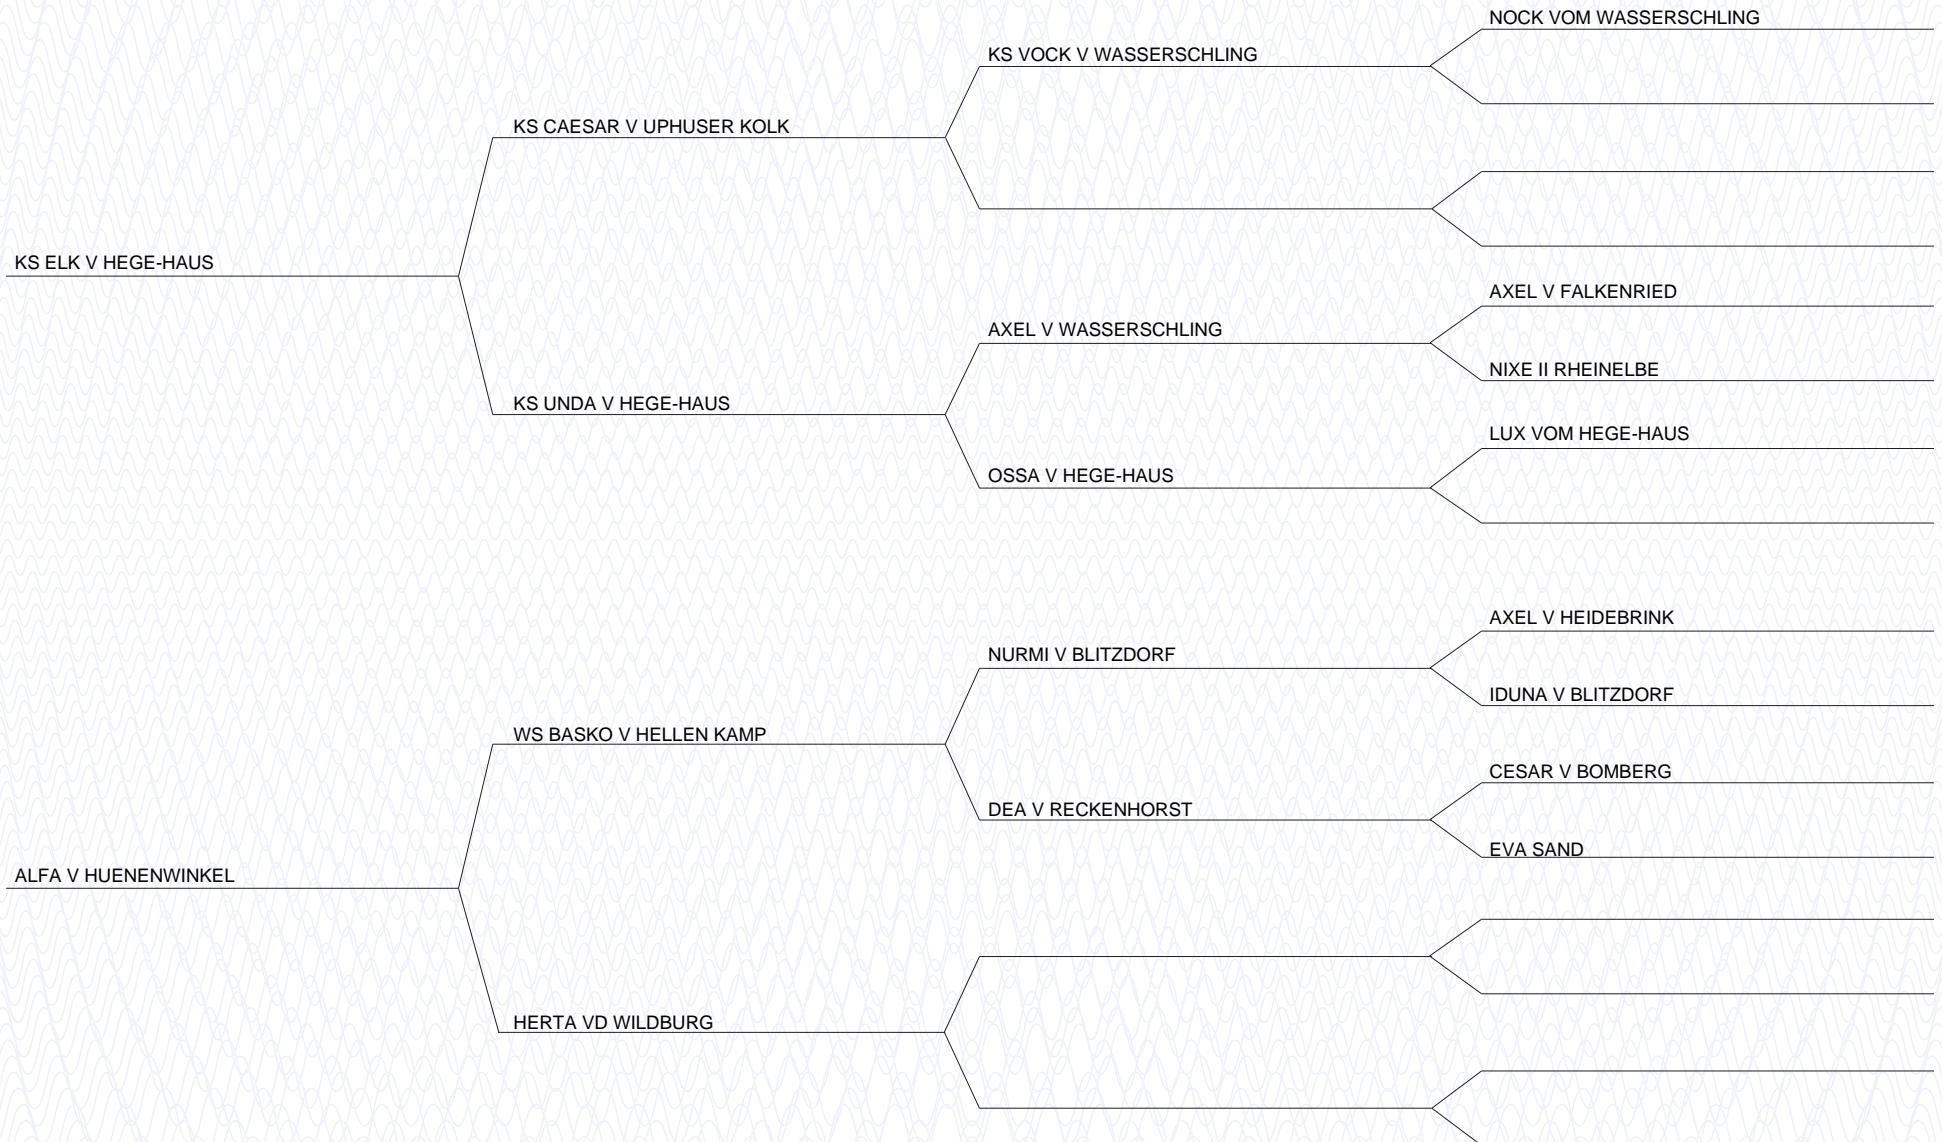 NOCK VOM WASSERSCHLING
KS VOCK V WASSERSCHLING
KS CAESAR V UPHUSER KOLK
KS ELK V HEGE-HAUS
AXEL V FALKENRIED
AXEL V WASSERSCHLING
NIXE II RHEINELBE
KS UNDA V HEGE-HAUS
LUX VOM HEGE-HAUS
OSSA V HEGE-HAUS
AXEL V HEIDEBRINK
NURMI V BLITZDORF
IDUNA V BLITZDORF
WS BASKO V HELLEN KAMP
CESAR V BOMBERG
DEA V RECKENHORST
EVA SAND
ALFA V HUENENWINKEL
HERTA VD WILDBURG